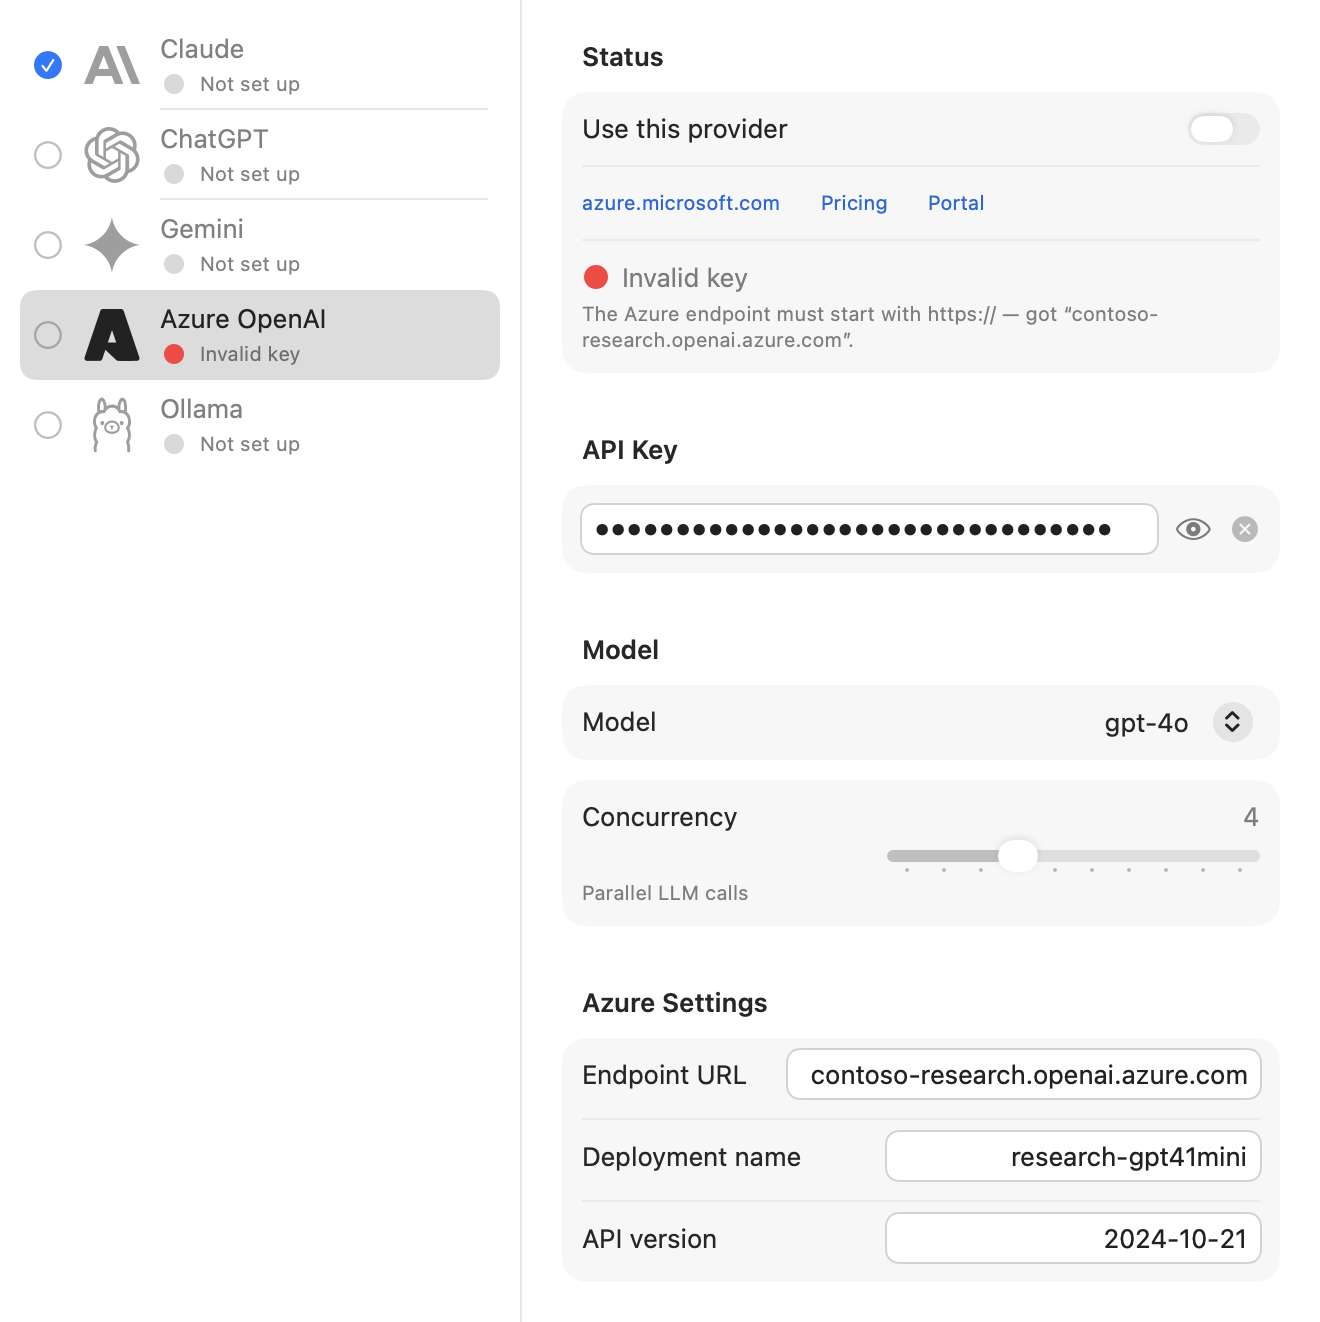 Claude
Not set up
ChatGPT
Not set up
Gemini
Not set up
Azure OpenAI
Invalid key
Ollama
Not set up
Status
Use this provider
azure.microsoft.com Pricing Portal
Invalid key
The Azure endpoint must start with https:// — got “contoso-
research.openai.azure.com”.
API Key
Model
Model gpt-4o
Concurrency 4
Parallel LLM calls
Azure Settings
Endpoint URL contoso-research.openai.azure.com
Deployment name research-gpt41mini
API version 2024-10-21